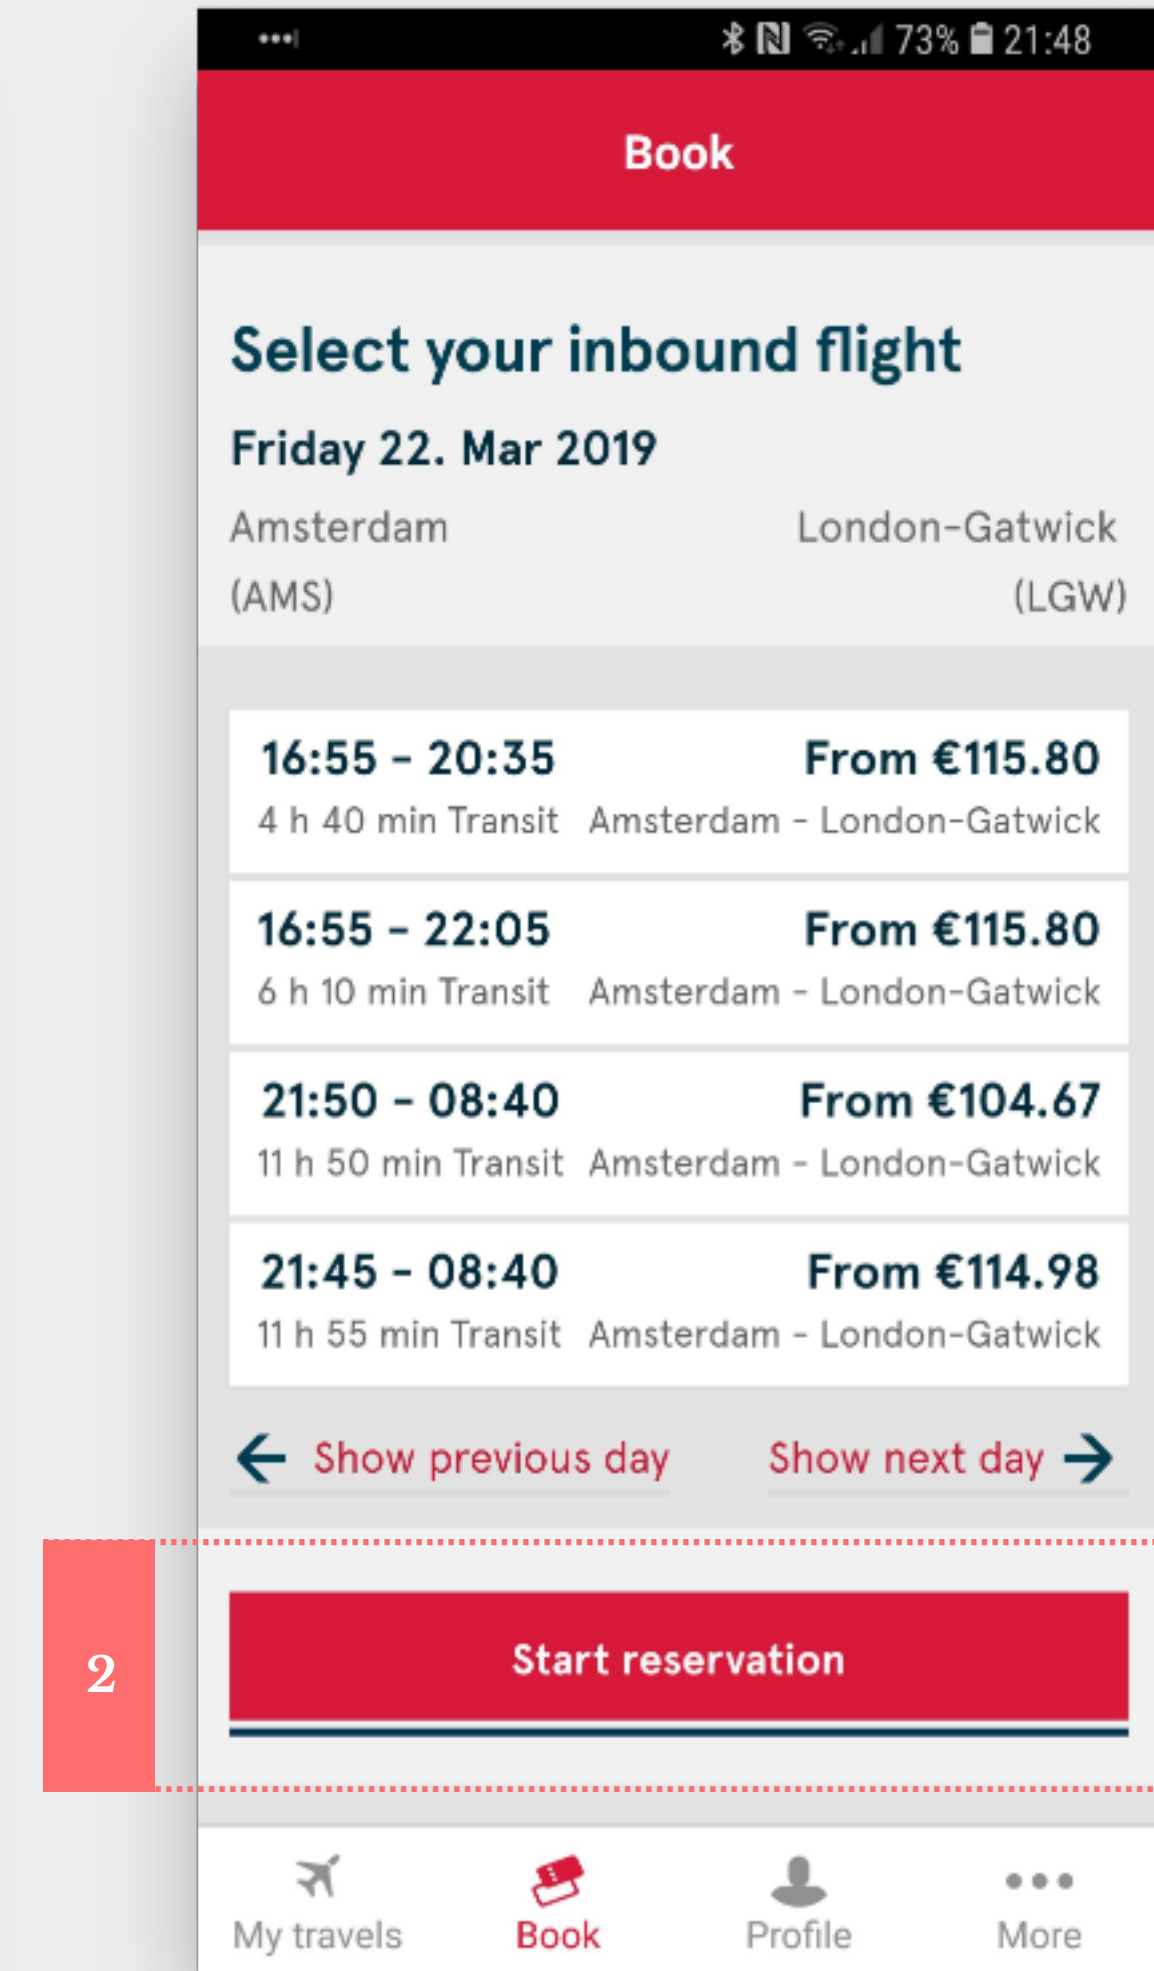 73% 21:48
Book
Select your inbound flight
Friday 22. Mar 2019
Amsterdam London-Gatwick
(AMS) (LGW)
16:55 - 20:35 From €115.80
4 h 40 min Transit Amsterdam - London-Gatwick
16:55 - 22:05 From €115.80
6 h 10 min Transit Amsterdam - London-Gatwick
21:50 - 08:40 From €104.67
11 h 50 min Transit Amsterdam - London-Gatwick
21:45 - 08:40 From €114.98
11 h 55 min Transit Amsterdam - London-Gatwick
← Show previous day Show next day →
2 Start reservation
My travels Book Profile More